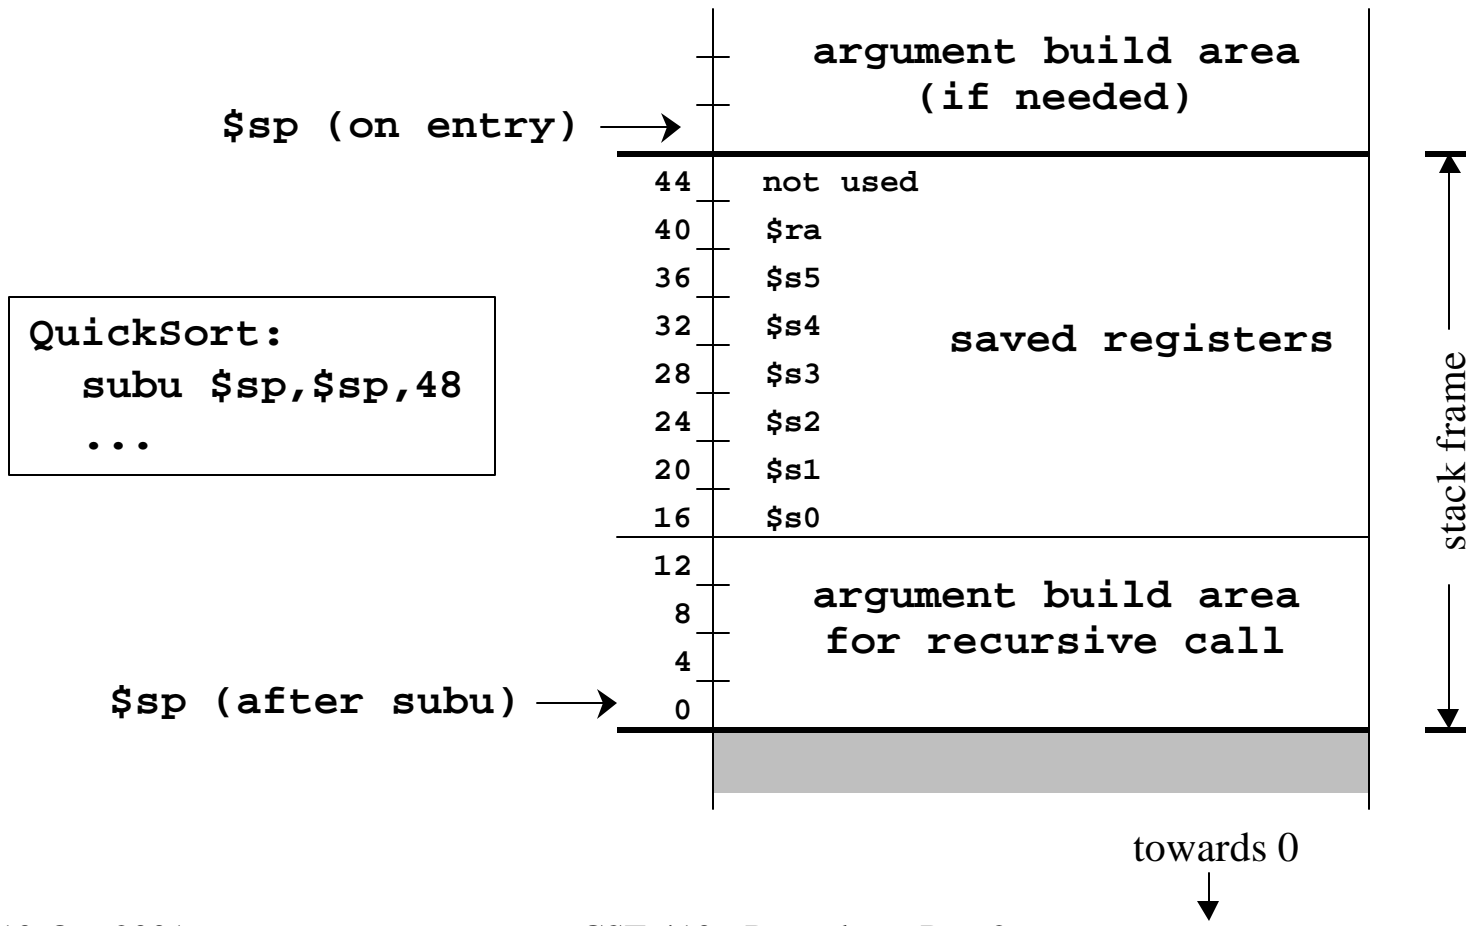 argument build area
(if needed)
$sp (on entry)
44 not used
40 $ra
36 $s5
32 $s4
28 $s3
24 $s2
20 $s1
16 $s0
saved registers
QuickSort:
subu $sp,$sp,48
...
stack frame
12
8
4
0
argument build area
for recursive call
$sp (after subu)
towards 0